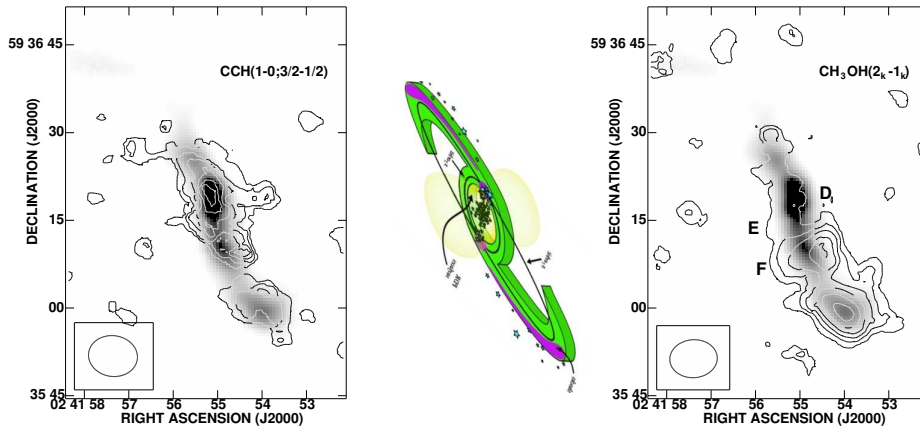 CCH(1-0;3/2-1/2)
59 36 45
30
15
00
35 45
02 41 58 57 56 55 54 53
DECLINATION (J2000)
RIGHT ASCENSION (J2000)
CH₃OH(2ₖ-1ₖ)
59 36 45
30
15
00
35 45
02 41 58 57 56 55 54 53
DECLINATION (J2000)
RIGHT ASCENSION (J2000)
D
E
F